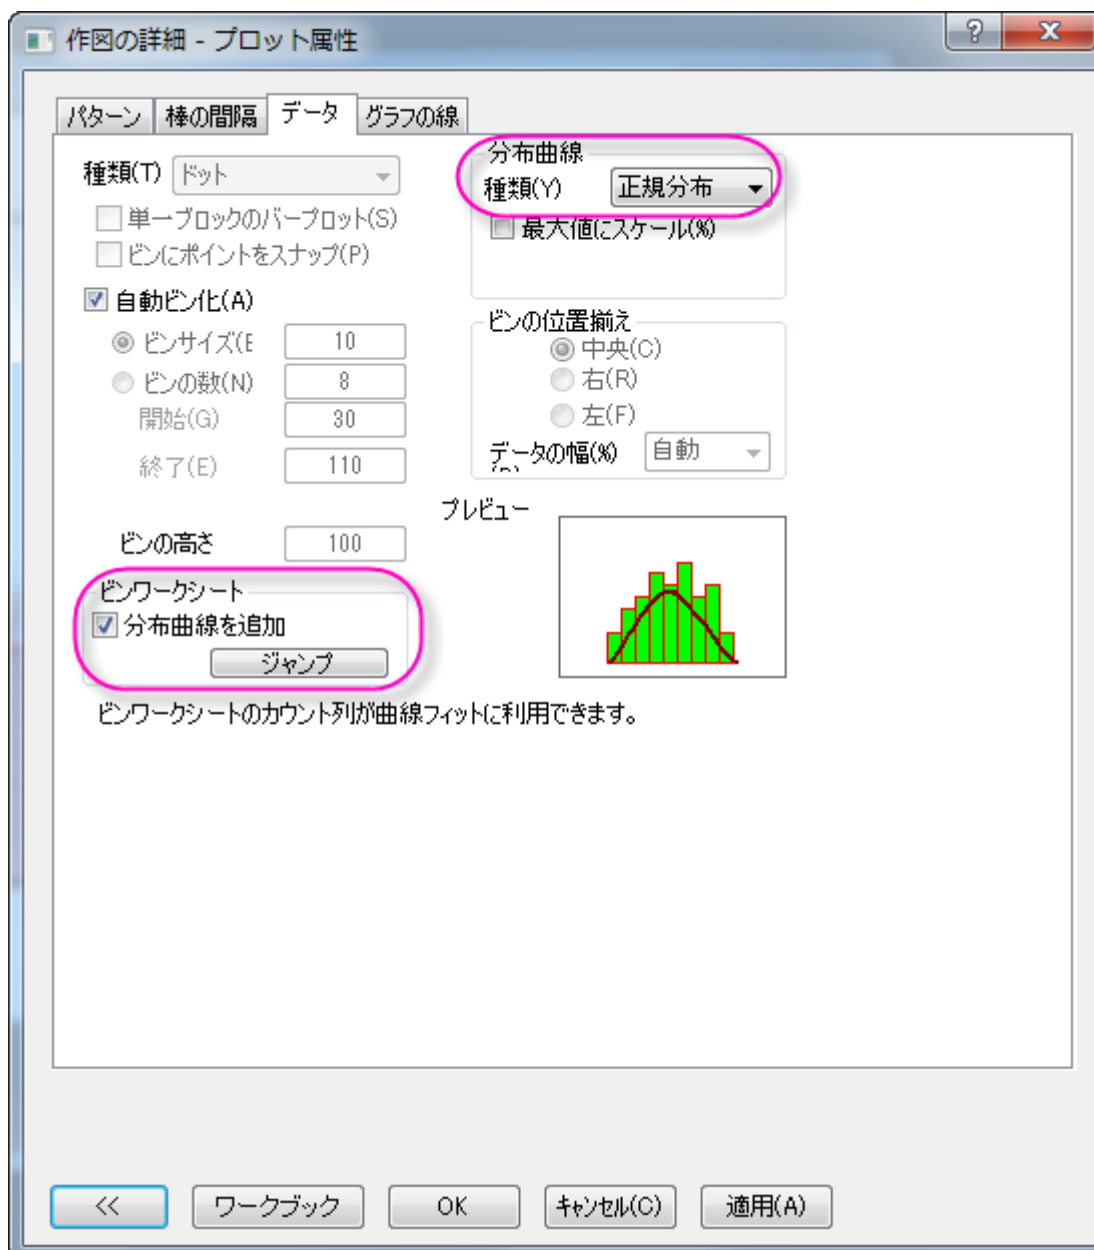 作図の詳細 - プロット属性
パターン 棒の間隔 データ グラフの線
種類(T) ドット
単一ブロックのバープロット(S)
ビンにポイントをスナップ(P)
自動ビン化(A)
ビンサイズ(E 10
ビンの数(N) 8
開始(G) 30
終了(E) 110
ビンの高さ 100
ビンワークシート
分布曲線を追加
ジャンプ
ビンワークシートのカウント列が曲線フィットに利用できます。
分布曲線
種類(Y) 正規分布
最大値にスケール(%)
ビンの位置揃え
中央(C)
右(R)
左(F)
データの幅(%) 自動
プレビュー
<< ワークブック OK キャンセル(C) 適用(A)